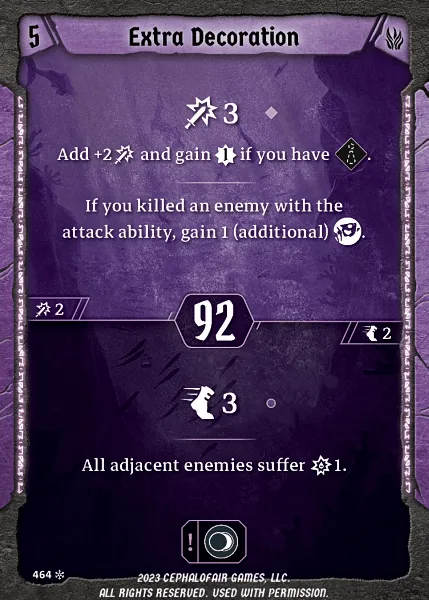 5 Extra Decoration
3
Add +2 and gain 1 if you have .
If you killed an enemy with the
attack ability, gain 1 (additional) .
2
92
2
3
All adjacent enemies suffer 1.
!
464
2023 CEPHALOFAIR GAMES, LLC.
ALL RIGHTS RESERVED. USED WITH PERMISSION.